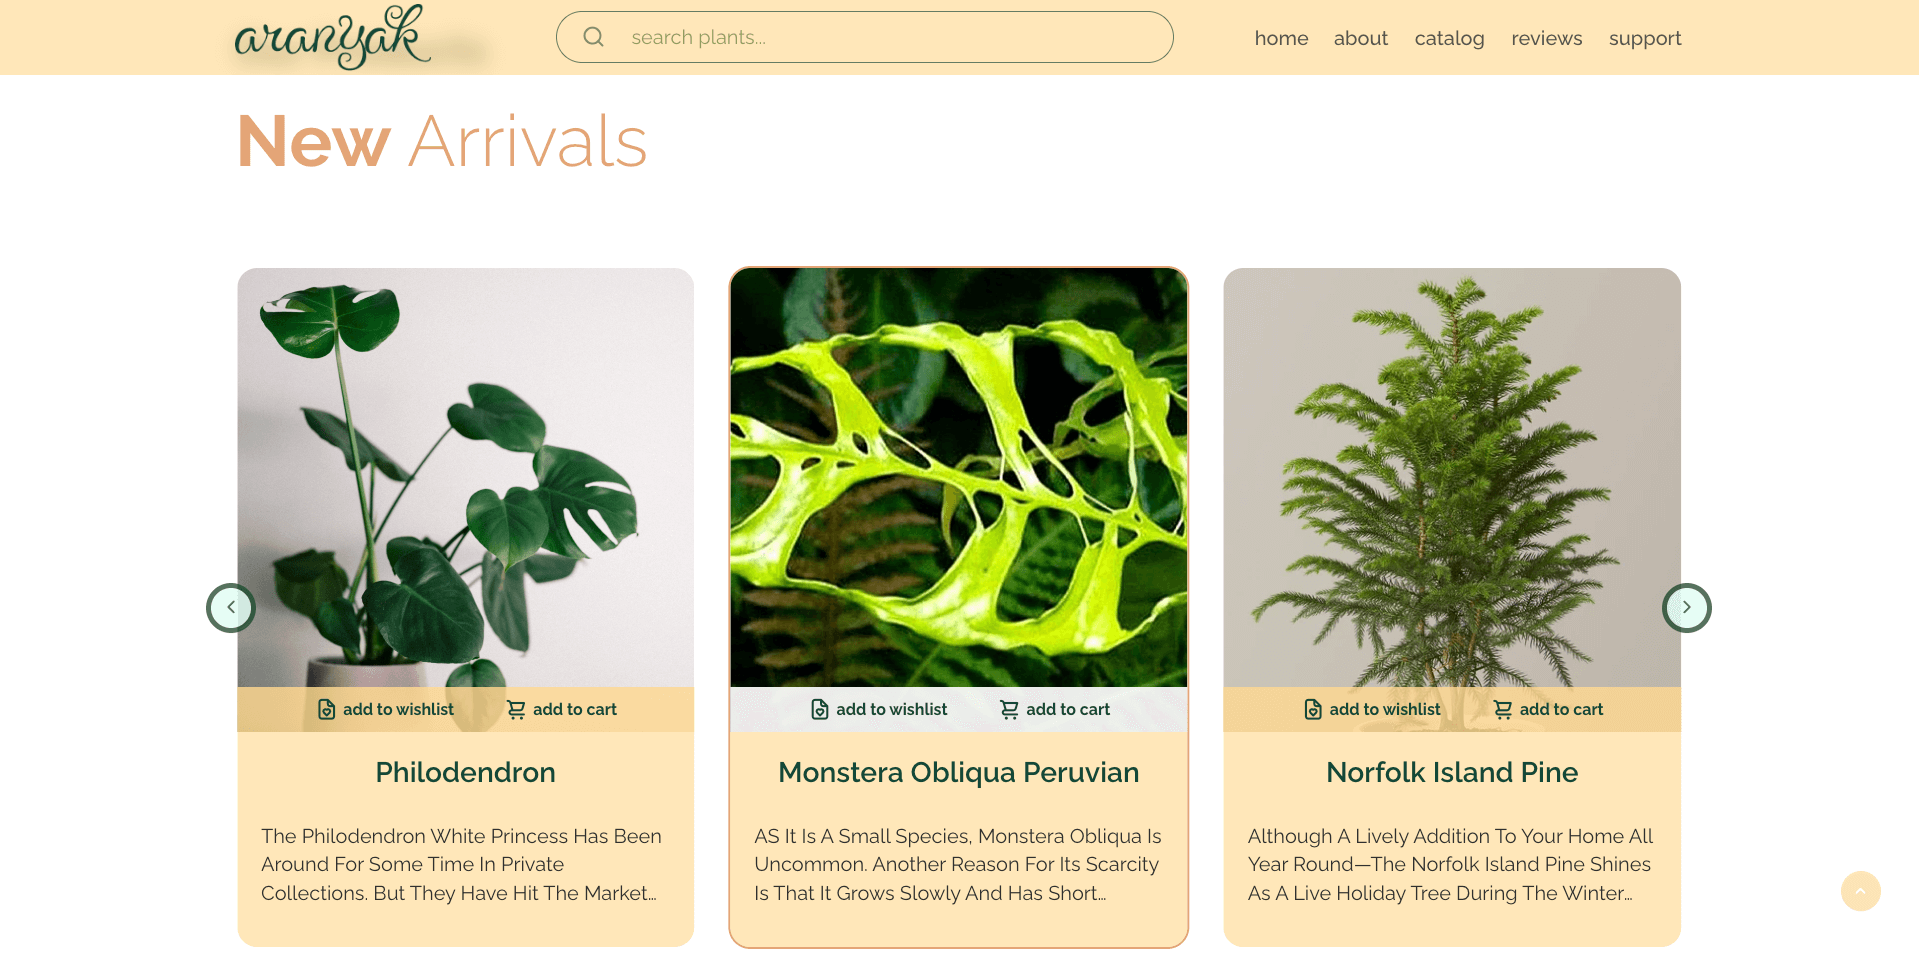 aranyak
search plants...
home about catalog reviews support
New Arrivals
add to wishlist add to cart
add to wishlist add to cart
add to wishlist add to cart
Philodendron
The Philodendron White Princess Has Been
Around For Some Time In Private
Collections. But They Have Hit The Market...
Monstera Obliqua Peruvian
AS It Is A Small Species, Monstera Obliqua Is
Uncommon. Another Reason For Its Scarcity
Is That It Grows Slowly And Has Short...
Norfolk Island Pine
Although A Lively Addition To Your Home All
Year Round—The Norfolk Island Pine Shines
As A Live Holiday Tree During The Winter...